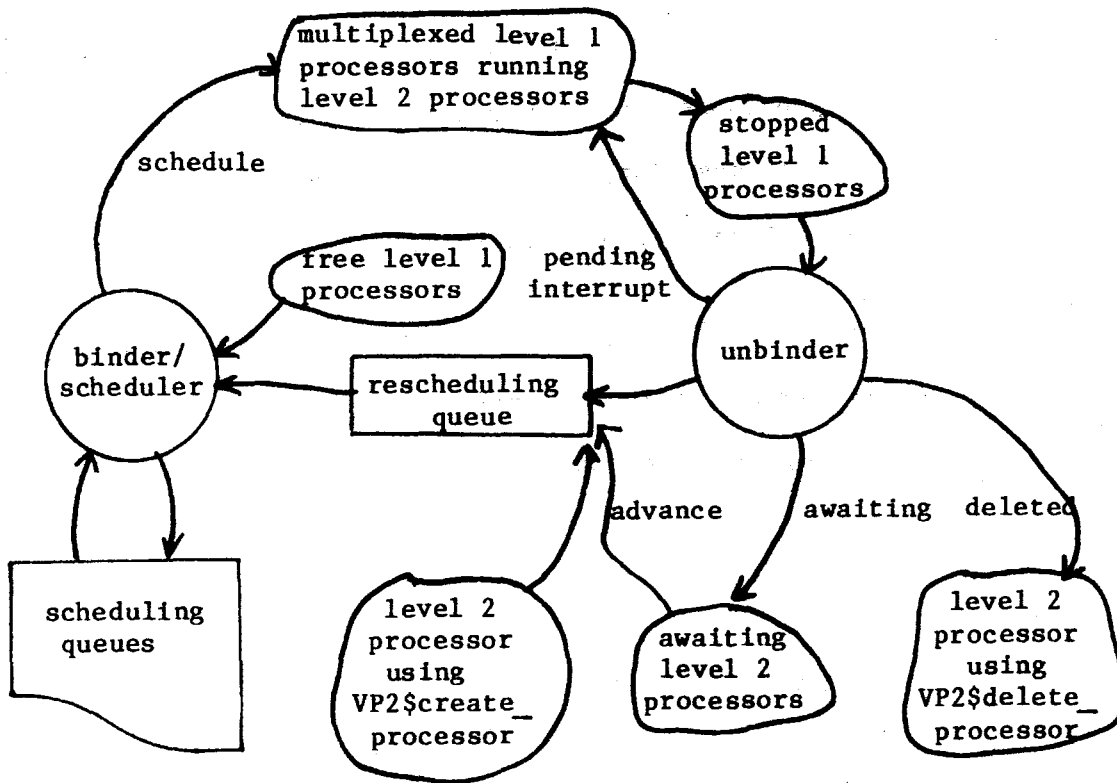 multiplexed level 1
processors running
level 2 processors
stopped
level 1
processors
schedule
free level 1
processors
pending
interrupt
binder/
scheduler
unbinder
rescheduling
queue
advance
awaiting
deleted
scheduling
queues
level 2
processor
using
VP2$create_
processor
awaiting
level 2
processors
level 2
processor
using
VP2$delete_
processor